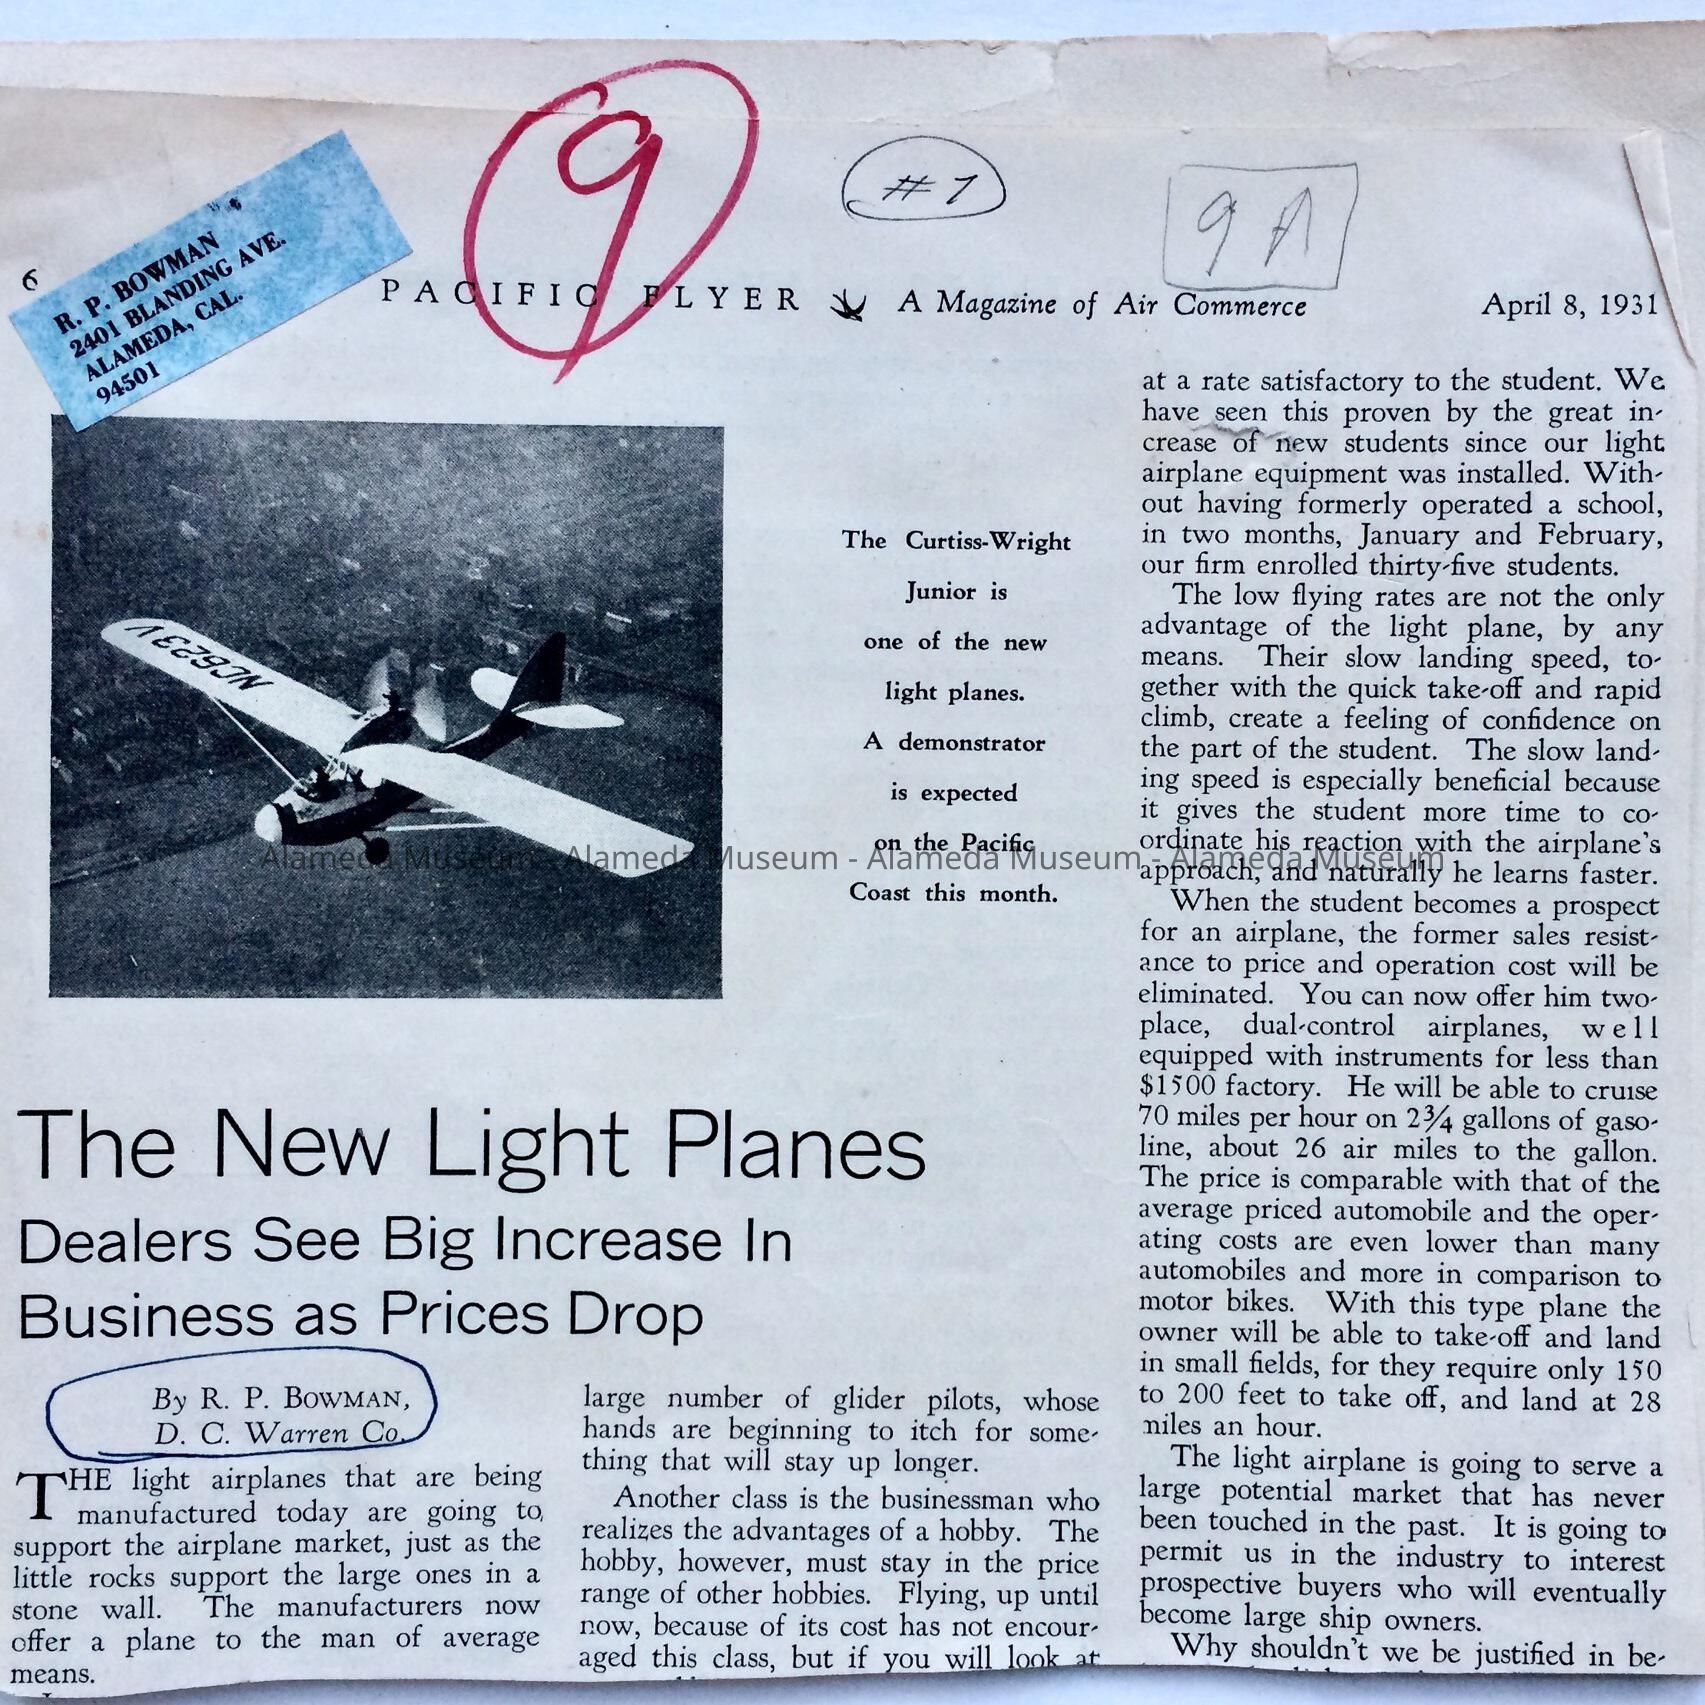 9
#1
9A
6
R. P. BOWMAN
2401 BLANDING AVE.
ALAMEDA, CAL.
94501
PACIFIC FLYER A Magazine of Air Commerce April 8, 1931
NC623V
The Curtiss-Wright
Junior is
one of the new
light planes.
A demonstrator
is expected
on the Pacific
Coast this month.
Alameda Museum - Alameda Museum - Alameda Museum - Alameda Museum
The New Light Planes
Dealers See Big Increase In
Business as Prices Drop
By R. P. BOWMAN,
D. C. Warren Co.
THE light airplanes that are being
manufactured today are going to
support the airplane market, just as the
little rocks support the large ones in a
stone wall. The manufacturers now
offer a plane to the man of average
means.
large number of glider pilots, whose
hands are beginning to itch for some-
thing that will stay up longer.
Another class is the businessman who
realizes the advantages of a hobby. The
hobby, however, must stay in the price
range of other hobbies. Flying, up until
now, because of its cost has not encour-
aged this class, but if you will look at
at a rate satisfactory to the student. We
have seen this proven by the great in-
crease of new students since our light
airplane equipment was installed. With-
out having formerly operated a school,
in two months, January and February,
our firm enrolled thirty-five students.
The low flying rates are not the only
advantage of the light plane, by any
means. Their slow landing speed, to-
gether with the quick take-off and rapid
climb, create a feeling of confidence on
the part of the student. The slow land-
ing speed is especially beneficial because
it gives the student more time to co-
ordinate his reaction with the airplane's
approach, and naturally he learns faster.
When the student becomes a prospect
for an airplane, the former sales resist-
ance to price and operation cost will be
eliminated. You can now offer him two-
place, dual-control airplanes, well
equipped with instruments for less than
$1500 factory. He will be able to cruise
70 miles per hour on 2¾ gallons of gaso-
line, about 26 air miles to the gallon.
The price is comparable with that of the
average priced automobile and the oper-
ating costs are even lower than many
automobiles and more in comparison to
motor bikes. With this type plane the
owner will be able to take-off and land
in small fields, for they require only 150
to 200 feet to take off, and land at 28
miles an hour.
The light airplane is going to serve a
large potential market that has never
been touched in the past. It is going to
permit us in the industry to interest
prospective buyers who will eventually
become large ship owners.
Why shouldn't we be justified in be-